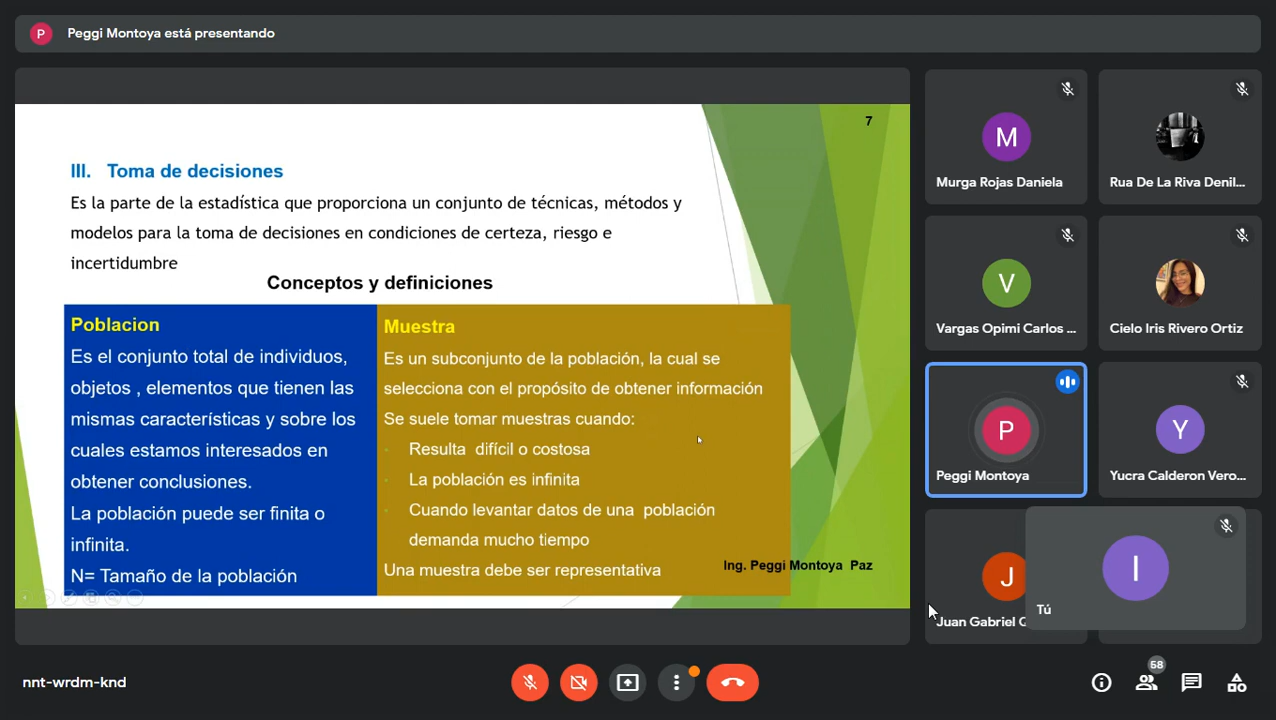 P
Peggi Montoya está presentando
7
III. Toma de decisiones
Es la parte de la estadística que proporciona un conjunto de técnicas, métodos y
modelos para la toma de decisiones en condiciones de certeza, riesgo e
incertidumbre
Conceptos y definiciones
Poblacion
Es el conjunto total de individuos,
objetos , elementos que tienen las
mismas características y sobre los
cuales estamos interesados en
obtener conclusiones.
La población puede ser finita o
infinita.
N= Tamaño de la población
Muestra
Es un subconjunto de la población, la cual se
selecciona con el propósito de obtener información
Se suele tomar muestras cuando:
Resulta difícil o costosa
La población es infinita
Cuando levantar datos de una población
demanda mucho tiempo
Una muestra debe ser representativa
Ing. Peggi Montoya Paz
M
Murga Rojas Daniela
Rua De La Riva Denil...
V
Vargas Opimi Carlos ...
Cielo Iris Rivero Ortiz
P
Peggi Montoya
Y
Yucra Calderon Vero...
J
Juan Gabriel
I
Tú
nnt-wrdm-knd
58